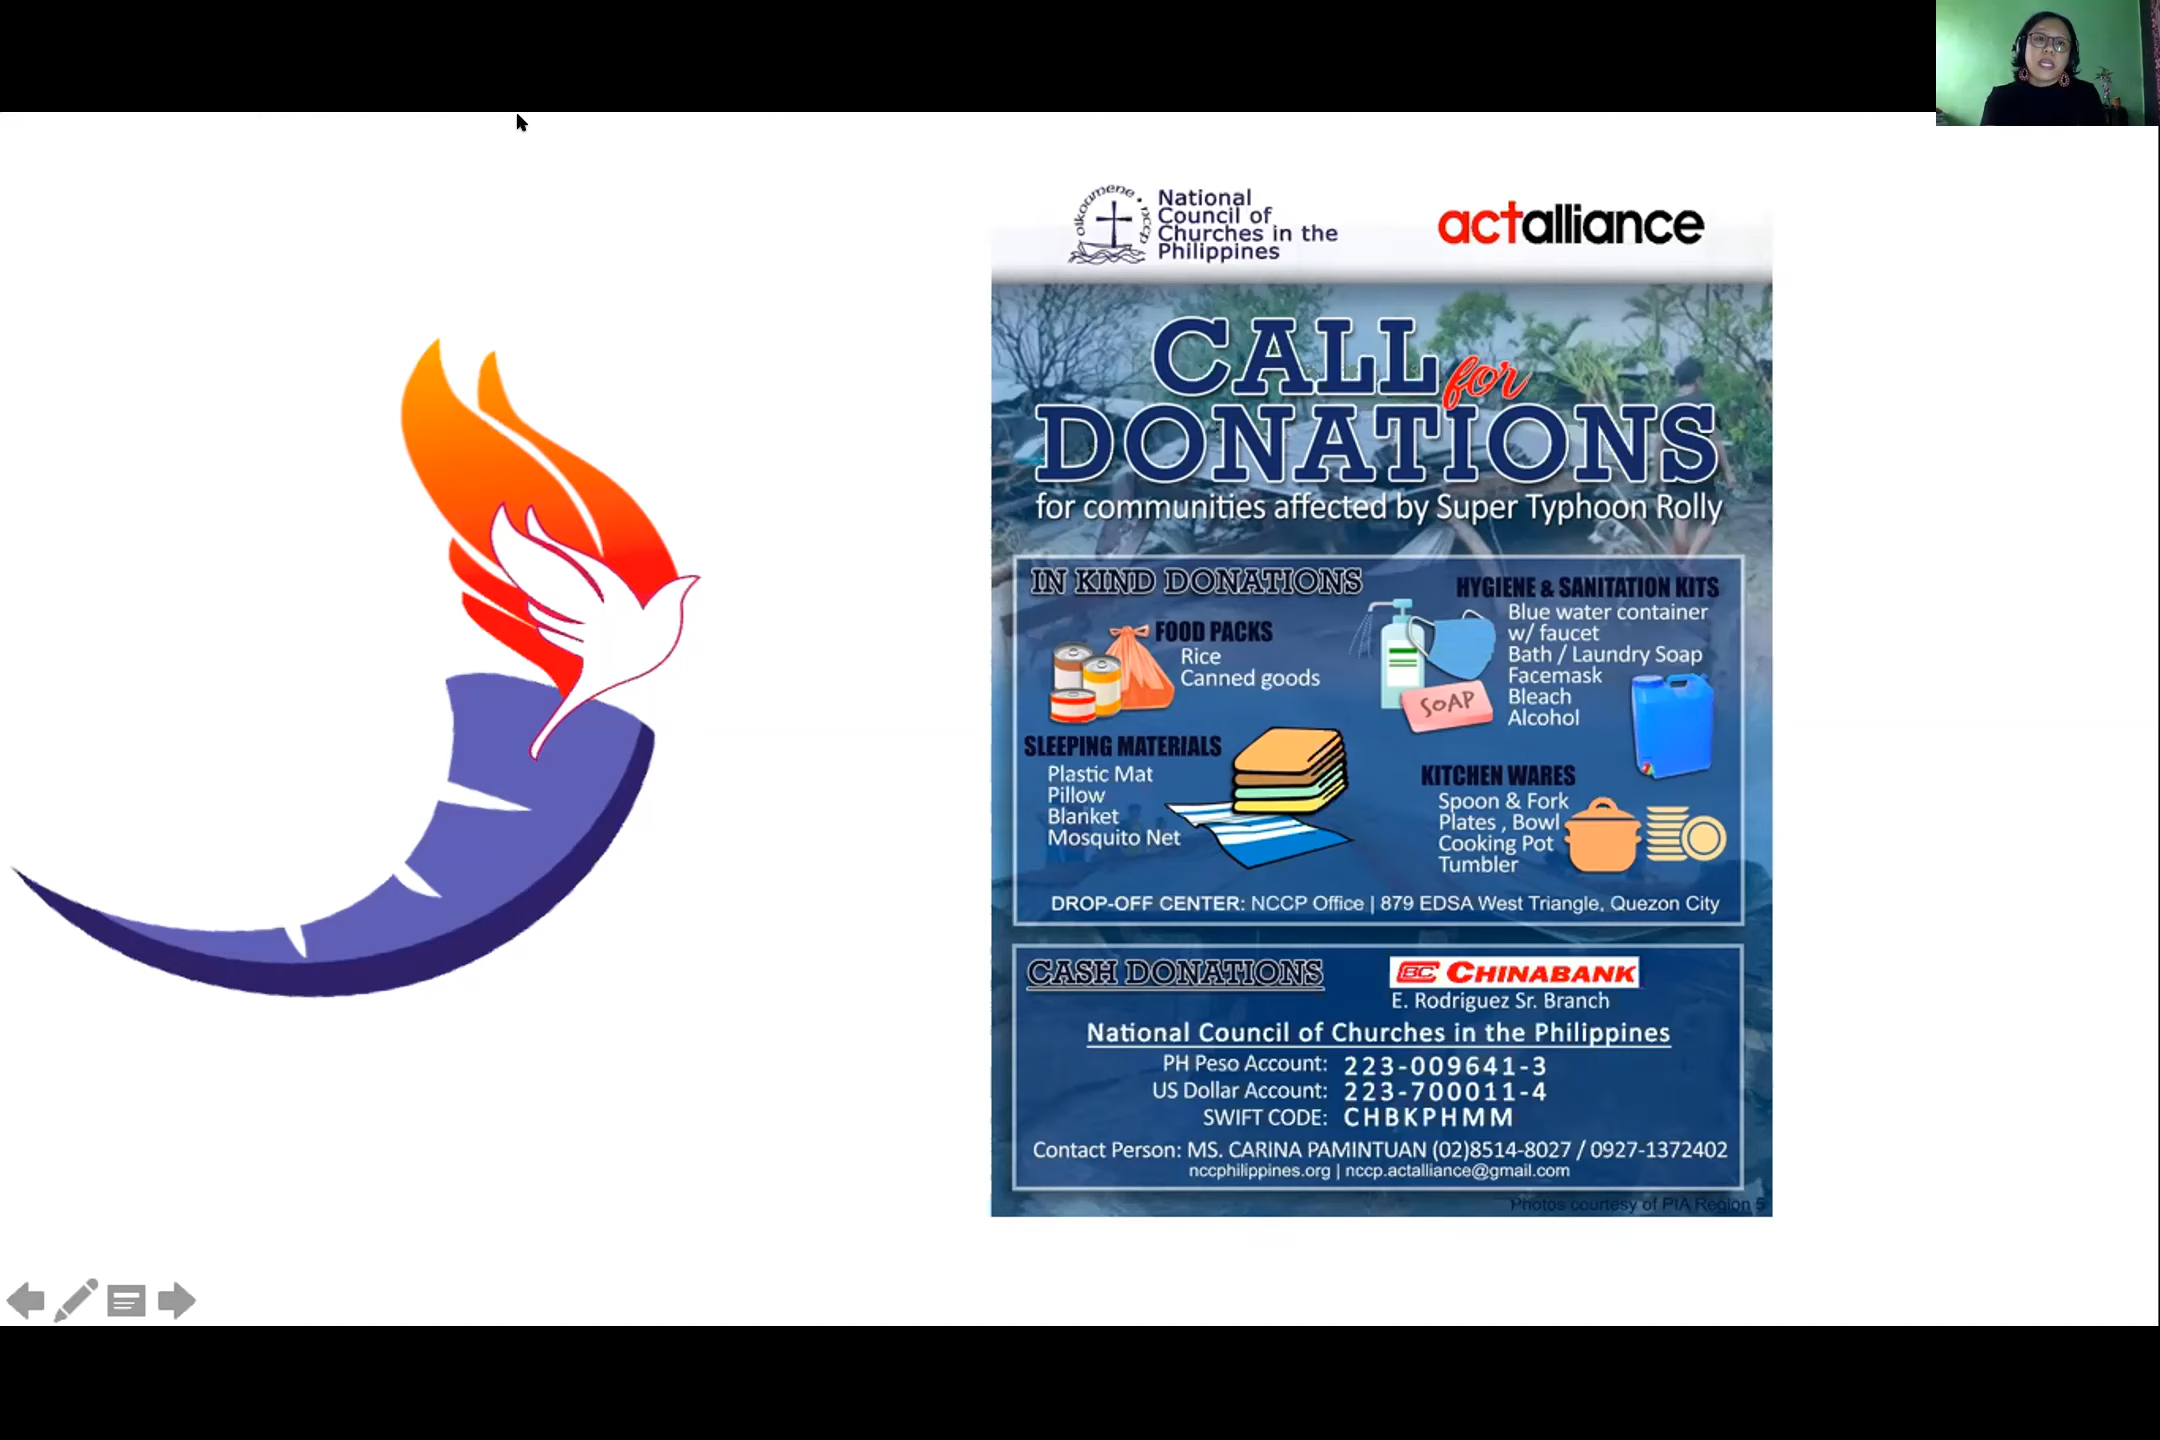 oikoumene • nccp
National
Council of
Churches in the
Philippines
actalliance
CALL for
DONATIONS
for communities affected by Super Typhoon Rolly
IN KIND DONATIONS
FOOD PACKS
Rice
Canned goods
HYGIENE & SANITATION KITS
Blue water container
w/ faucet
Bath / Laundry Soap
Facemask
Bleach
Alcohol
SOAP
SLEEPING MATERIALS
Plastic Mat
Pillow
Blanket
Mosquito Net
KITCHEN WARES
Spoon & Fork
Plates , Bowl
Cooking Pot
Tumbler
DROP-OFF CENTER: NCCP Office | 879 EDSA West Triangle, Quezon City
CASH DONATIONS
CBC CHINABANK
E. Rodriguez Sr. Branch
National Council of Churches in the Philippines
PH Peso Account: 223-009641-3
US Dollar Account: 223-700011-4
SWIFT CODE: CHBKPHMM
Contact Person: MS. CARINA PAMINTUAN (02)8514-8027 / 0927-1372402
nccphilippines.org | nccp.actalliance@gmail.com
Photos courtesy of PIA Region 5